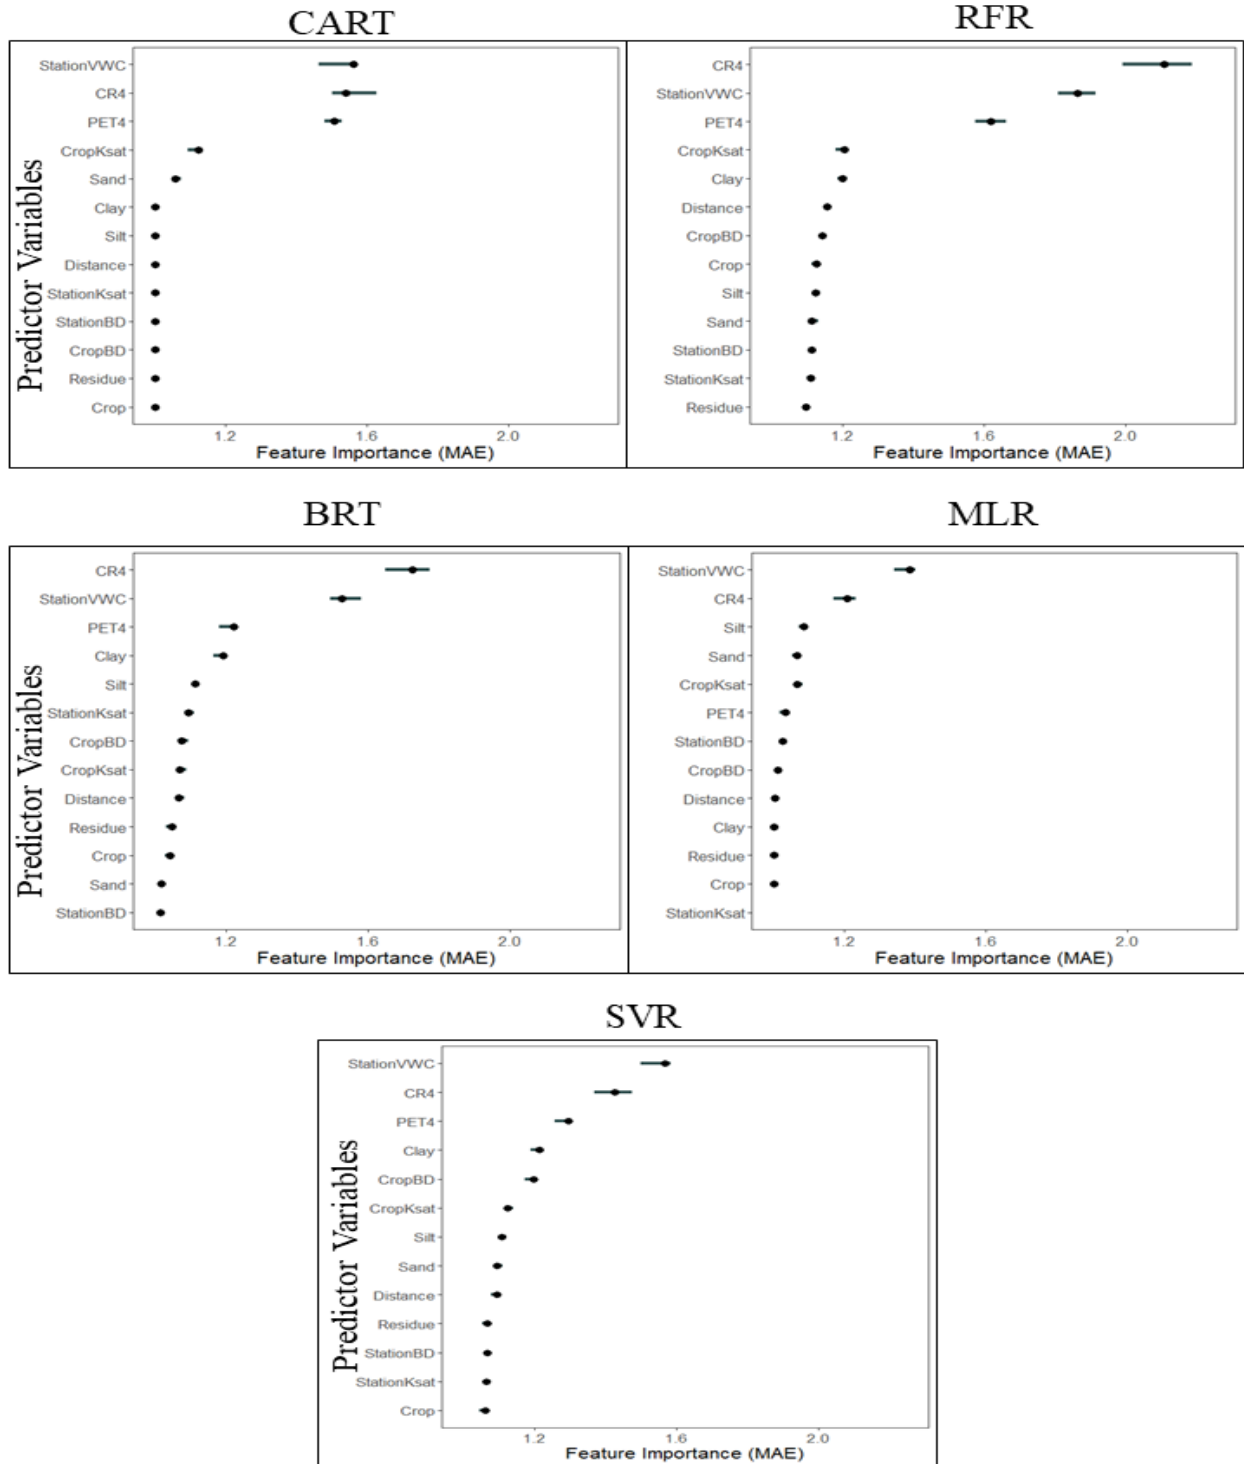 CART
RFR
Predictor Variables
StationVWC
CR4
PET4
CropKsat
Sand
Clay
Silt
Distance
StationKsat
StationBD
CropBD
Residue
Crop
1.2 1.6 2.0
Feature Importance (MAE)
CR4
StationVWC
PET4
CropKsat
Clay
Distance
CropBD
Crop
Silt
Sand
StationBD
StationKsat
Residue
1.2 1.6 2.0
Feature Importance (MAE)
BRT
MLR
Predictor Variables
CR4
StationVWC
PET4
Clay
Silt
StationKsat
CropBD
CropKsat
Distance
Residue
Crop
Sand
StationBD
1.2 1.6 2.0
Feature Importance (MAE)
StationVWC
CR4
Silt
Sand
CropKsat
PET4
StationBD
CropBD
Distance
Clay
Residue
Crop
StationKsat
1.2 1.6 2.0
Feature Importance (MAE)
SVR
Predictor Variables
StationVWC
CR4
PET4
Clay
CropBD
CropKsat
Silt
Sand
Distance
Residue
StationBD
StationKsat
Crop
1.2 1.6 2.0
Feature Importance (MAE)